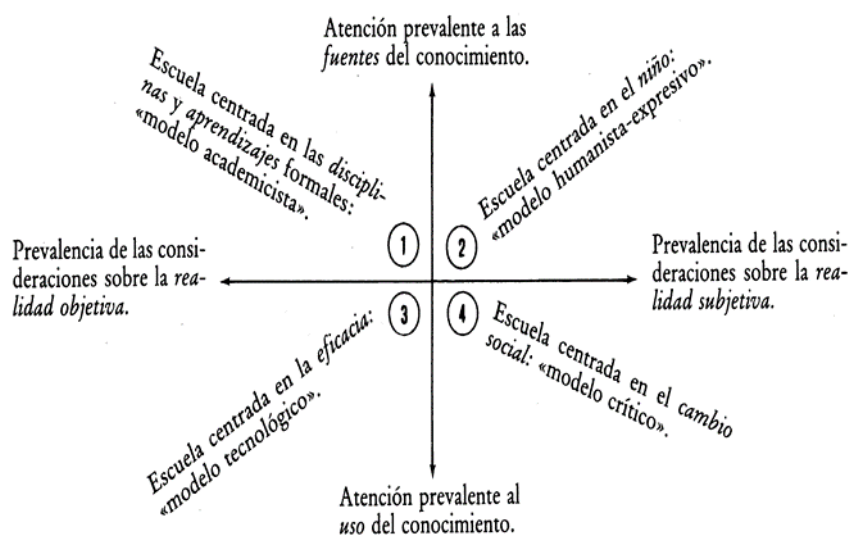 Atención prevalente a las
fuentes del conocimiento.
Escuela centrada en las discipli-
nas y aprendizajes formales:
«modelo academicista».
Escuela centrada en el niño:
«modelo humanista-expresivo».
1
2
Prevalencia de las consi-
deraciones sobre la rea-
lidad objetiva.
Prevalencia de las consi-
deraciones sobre la rea-
lidad subjetiva.
3
4
Escuela centrada en la eficacia:
«modelo tecnológico».
Escuela centrada en el cambio
social: «modelo crítico».
Atención prevalente al
uso del conocimiento.